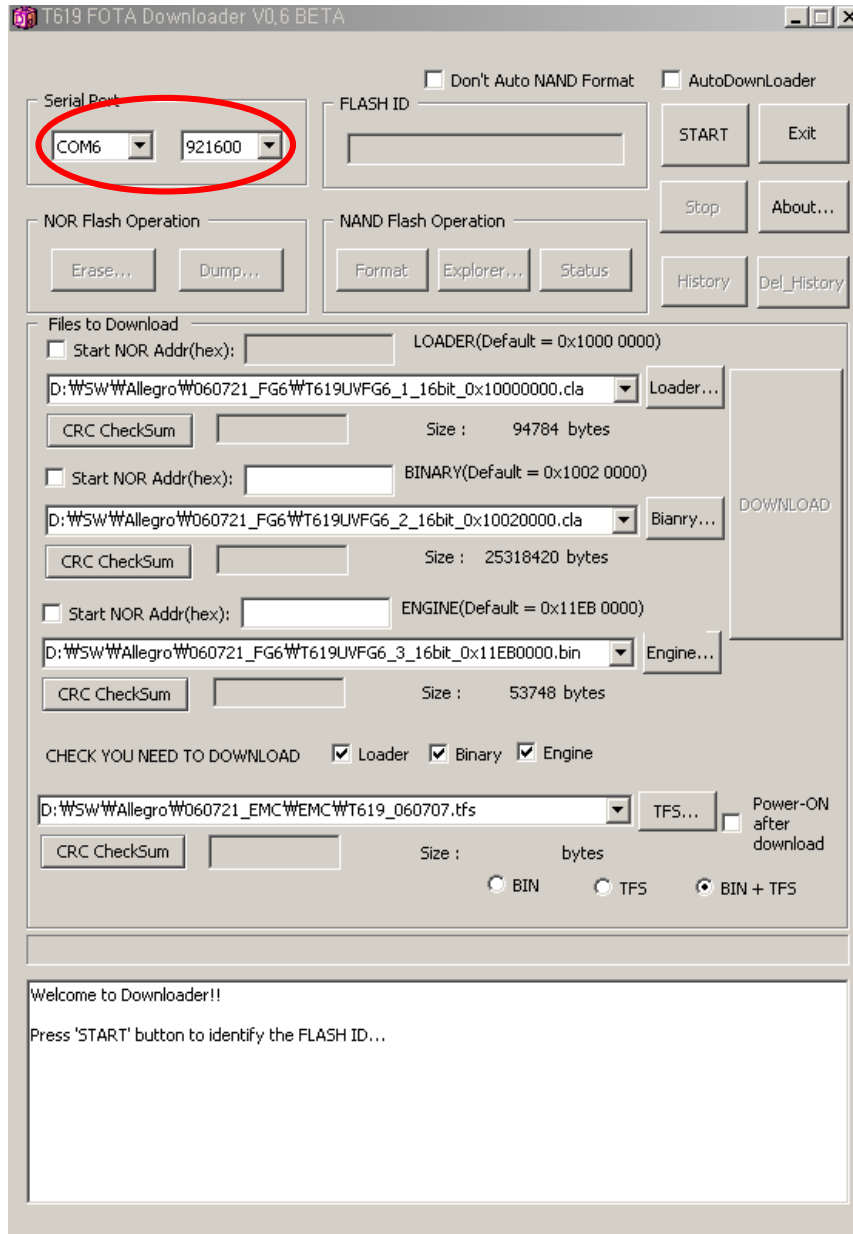 T619 FOTA Downloader V0,6 BETA
Don't Auto NAND Format
AutoDownLoader
Serial Port
COM6
921600
FLASH ID
START
Exit
Stop
About...
NOR Flash Operation
Erase...
Dump...
NAND Flash Operation
Format
Explorer...
Status
History
Del_History
Files to Download
Start NOR Addr(hex):
LOADER(Default = 0x1000 0000)
D:₩SW₩Allegro₩060721_FG6₩T619UVFG6_1_16bit_0x10000000.cla
Loader...
CRC CheckSum
Size : 94784 bytes
Start NOR Addr(hex):
BINARY(Default = 0x1002 0000)
D:₩SW₩Allegro₩060721_FG6₩T619UVFG6_2_16bit_0x10020000.cla
Bianry...
DOWNLOAD
CRC CheckSum
Size : 25318420 bytes
Start NOR Addr(hex):
ENGINE(Default = 0x11EB 0000)
D:₩SW₩Allegro₩060721_FG6₩T619UVFG6_3_16bit_0x11EB0000.bin
Engine...
CRC CheckSum
Size : 53748 bytes
CHECK YOU NEED TO DOWNLOAD
Loader
Binary
Engine
D:₩SW₩Allegro₩060721_EMC₩EMC₩T619_060707.tfs
TFS...
Power-ON
after
download
CRC CheckSum
Size : bytes
BIN
TFS
BIN + TFS
Welcome to Downloader!!
Press 'START' button to identify the FLASH ID...